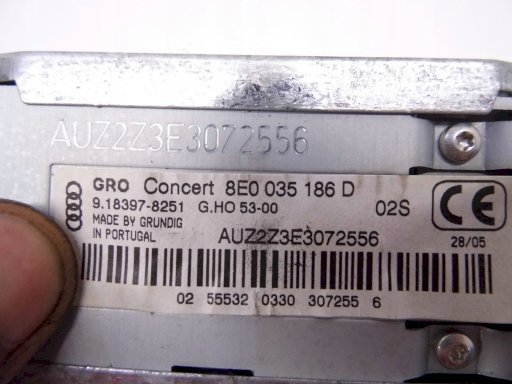 AUZ2Z3E3072556
GRO Concert 8E0 035 186 D
9.18397-8251 G.HO 53-00 02S
MADE BY GRUNDIG
IN PORTUGAL
AUZ2Z3E3072556
CE
28/05
02 55532 0330 307255 6